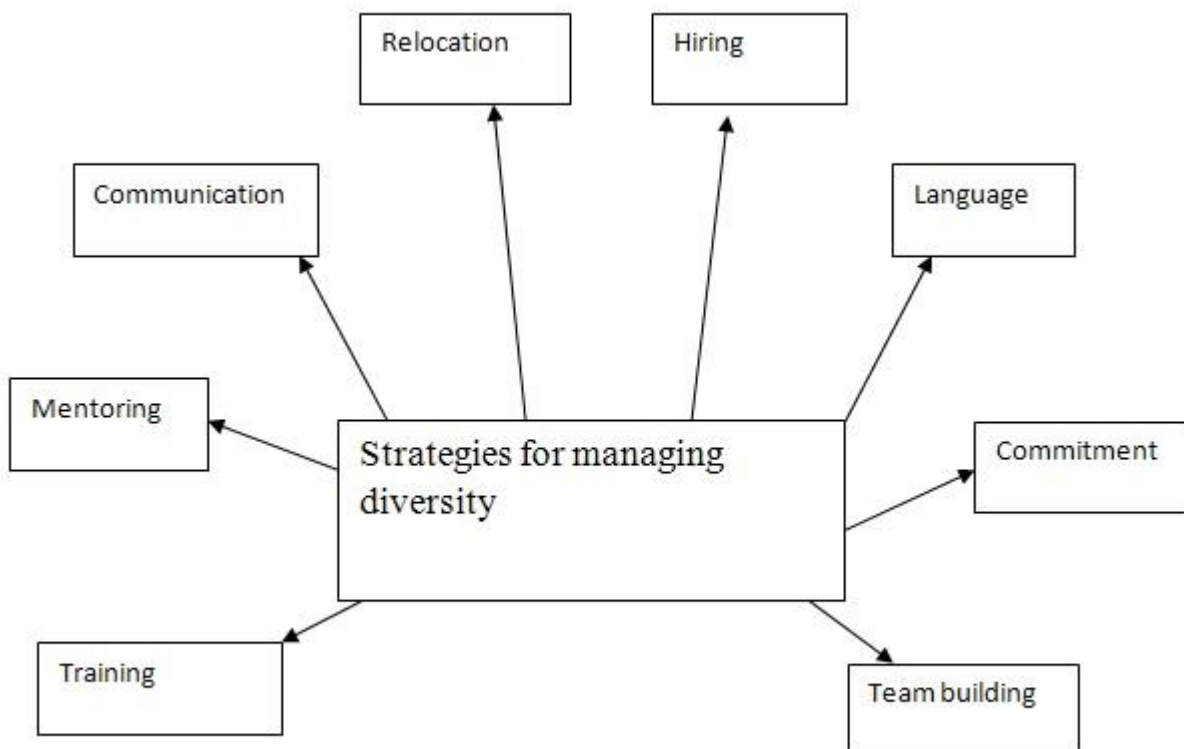 Relocation
Hiring
Communication
Language
Mentoring
Strategies for managing
diversity
Commitment
Training
Team building